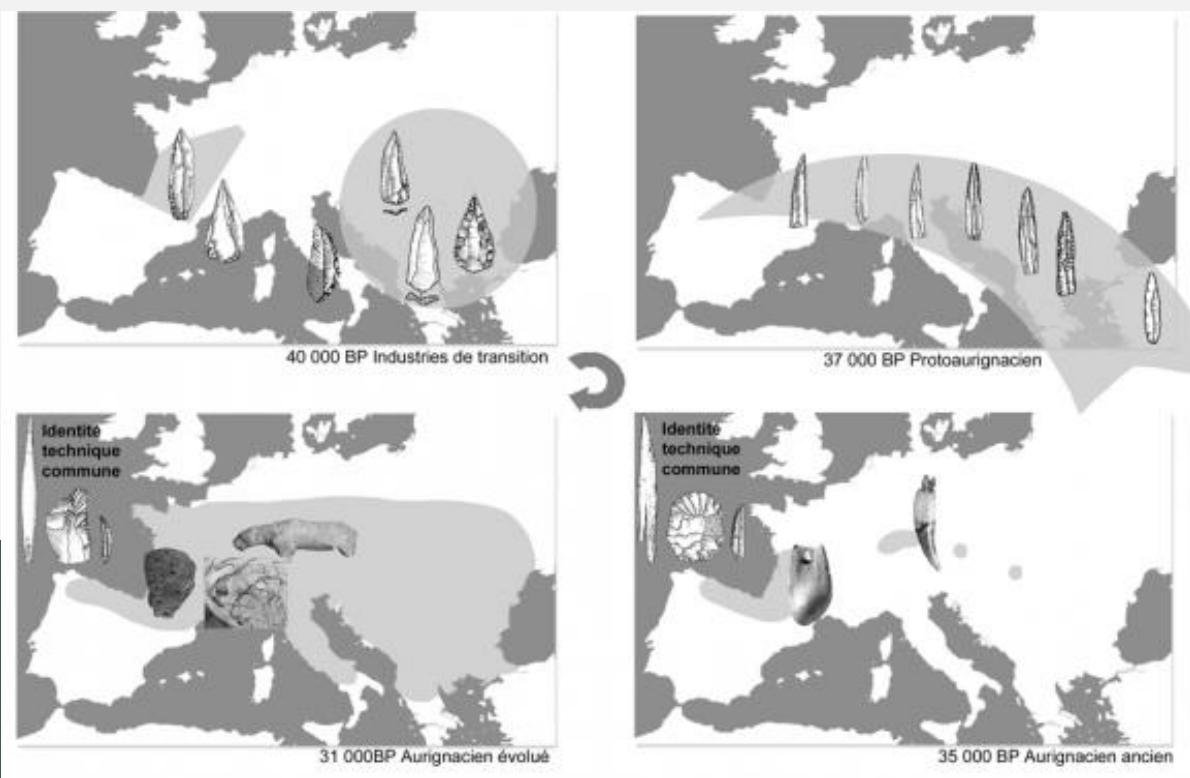 40 000 BP Industries de transition
37 000 BP Protoaurignacien
Identité
technique
commune
31 000BP Aurignacien évolué
Identité
technique
commune
35 000 BP Aurignacien ancien